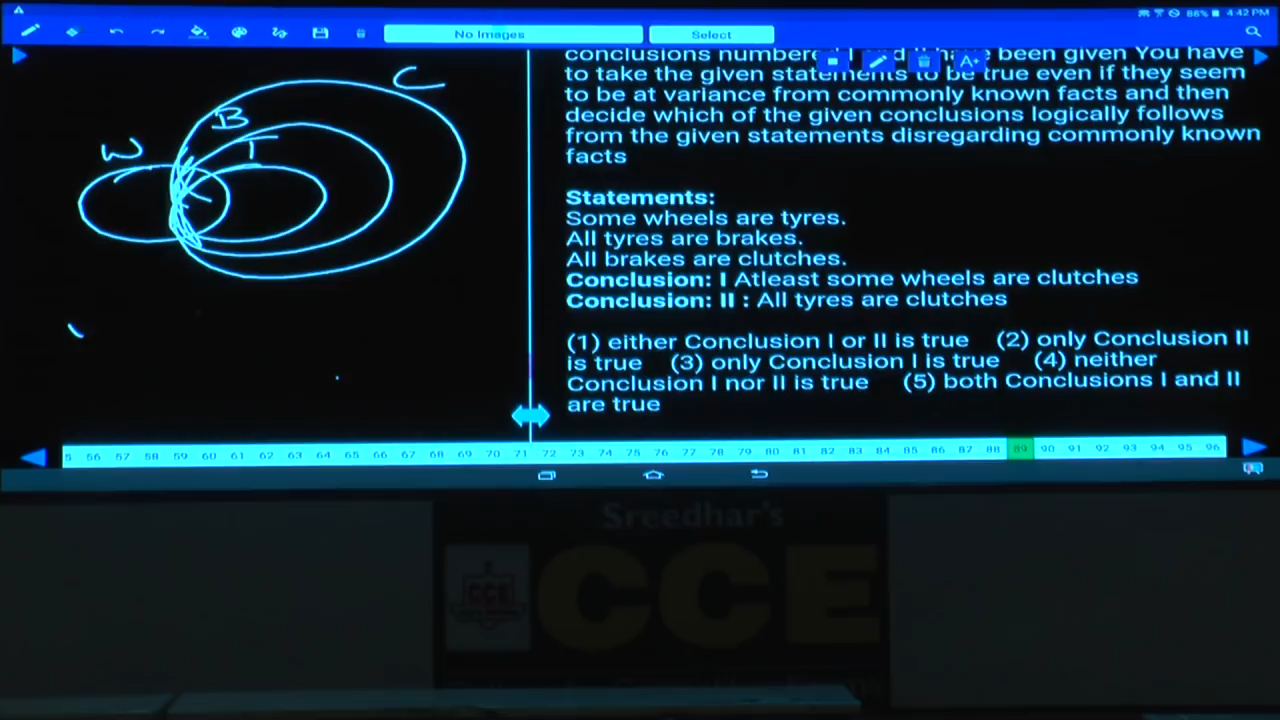 4:42 PM
88%
No Images
Select
C
B
T
W
conclusions numbered I and II have been given You have
to take the given statements to be true even if they seem
to be at variance from commonly known facts and then
decide which of the given conclusions logically follows
from the given statements disregarding commonly known
facts
Statements:
Some wheels are tyres.
All tyres are brakes.
All brakes are clutches.
Conclusion: I Atleast some wheels are clutches
Conclusion: II : All tyres are clutches
(1) either Conclusion I or II is true (2) only Conclusion II
is true (3) only Conclusion I is true (4) neither
Conclusion I nor II is true (5) both Conclusions I and II
are true
5 56 57 58 59 60 61 62 63 64 65 66 67 68 69 70 71 72 73 74 75 76 77 78 79 80 81 82 83 84 85 86 87 88 89 90 91 92 93 94 95 96
Sreedhar's
CCE
CCE